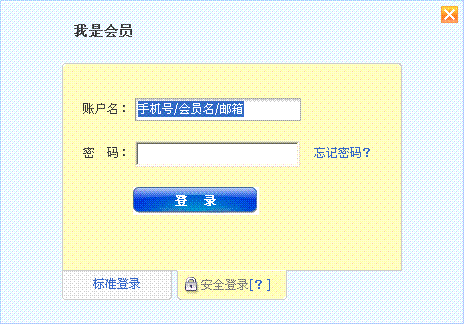 我是会员
账户名： 手机号/会员名/邮箱
密　码： 忘记密码?
登 录
标准登录 安全登录[?]